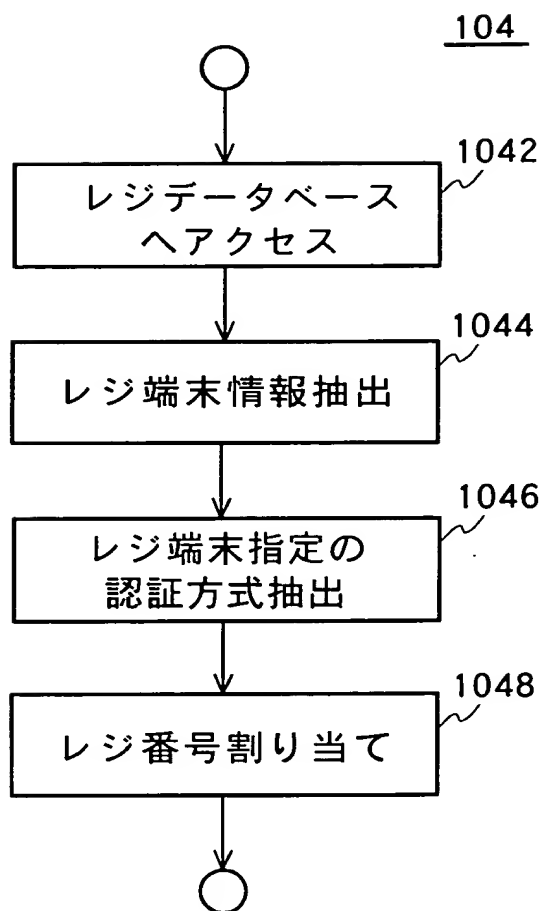 104
1042
レジデータベース
へアクセス
1044
レジ端末情報抽出
1046
レジ端末指定の
認証方式抽出
1048
レジ番号割り当て